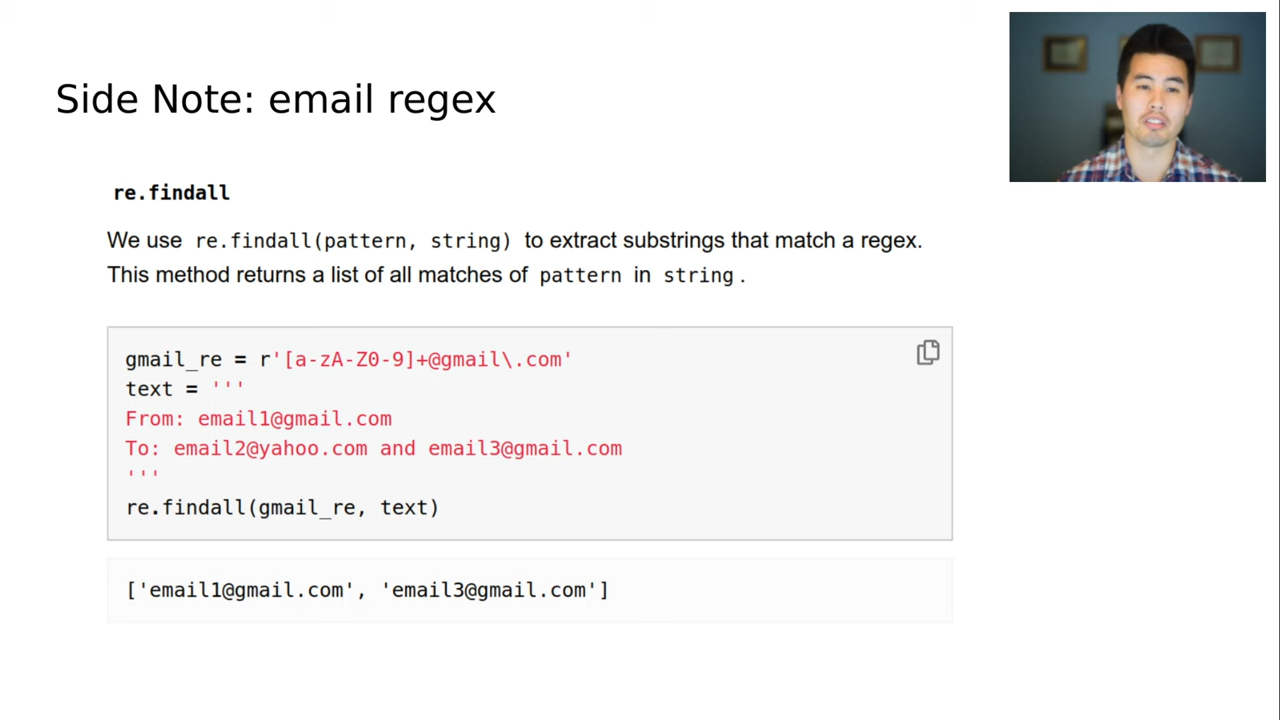 Side Note: email regex
re.findall
We use re.findall(pattern, string) to extract substrings that match a regex.
This method returns a list of all matches of pattern in string .
gmail_re = r'[a-zA-Z0-9]+@gmail\.com'
text = '''
From: email1@gmail.com
To: email2@yahoo.com and email3@gmail.com
'''
re.findall(gmail_re, text)
['email1@gmail.com', 'email3@gmail.com']